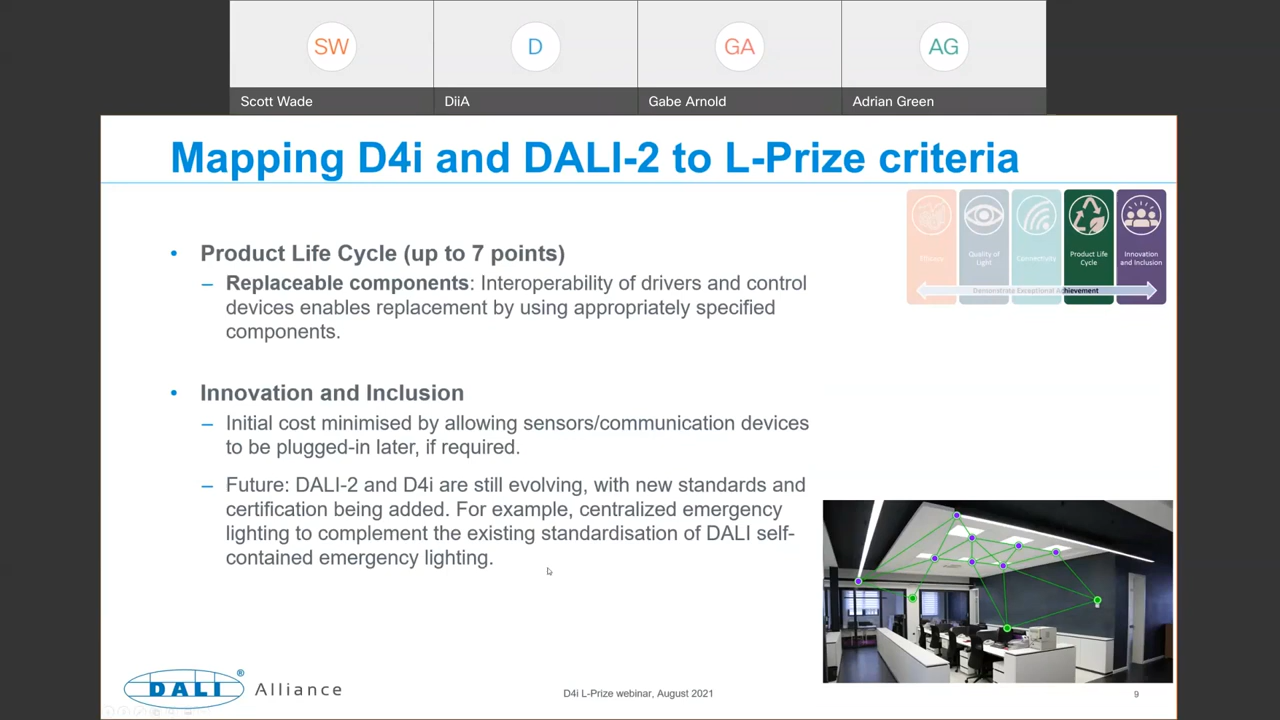 SW
D
GA
AG
Scott Wade
DiiA
Gabe Arnold
Adrian Green
Mapping D4i and DALI-2 to L-Prize criteria
Efficacy
Quality of
Light
Connectivity
Product Life
Cycle
Innovation
and Inclusion
Demonstrate Exceptional Achievement
• Product Life Cycle (up to 7 points)
– Replaceable components: Interoperability of drivers and control
devices enables replacement by using appropriately specified
components.
• Innovation and Inclusion
– Initial cost minimised by allowing sensors/communication devices
to be plugged-in later, if required.
– Future: DALI-2 and D4i are still evolving, with new standards and
certification being added. For example, centralized emergency
lighting to complement the existing standardisation of DALI self-
contained emergency lighting.
DALI ® Alliance
D4i L-Prize webinar, August 2021
9